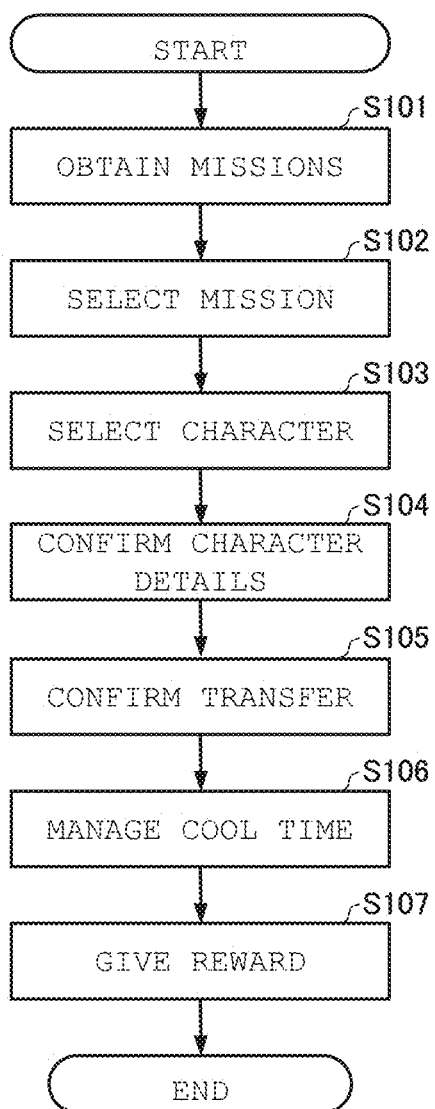 START
S101
OBTAIN MISSIONS
S102
SELECT MISSION
S103
SELECT CHARACTER
S104
CONFIRM CHARACTER
DETAILS
S105
CONFIRM TRANSFER
S106
MANAGE COOL TIME
S107
GIVE REWARD
END